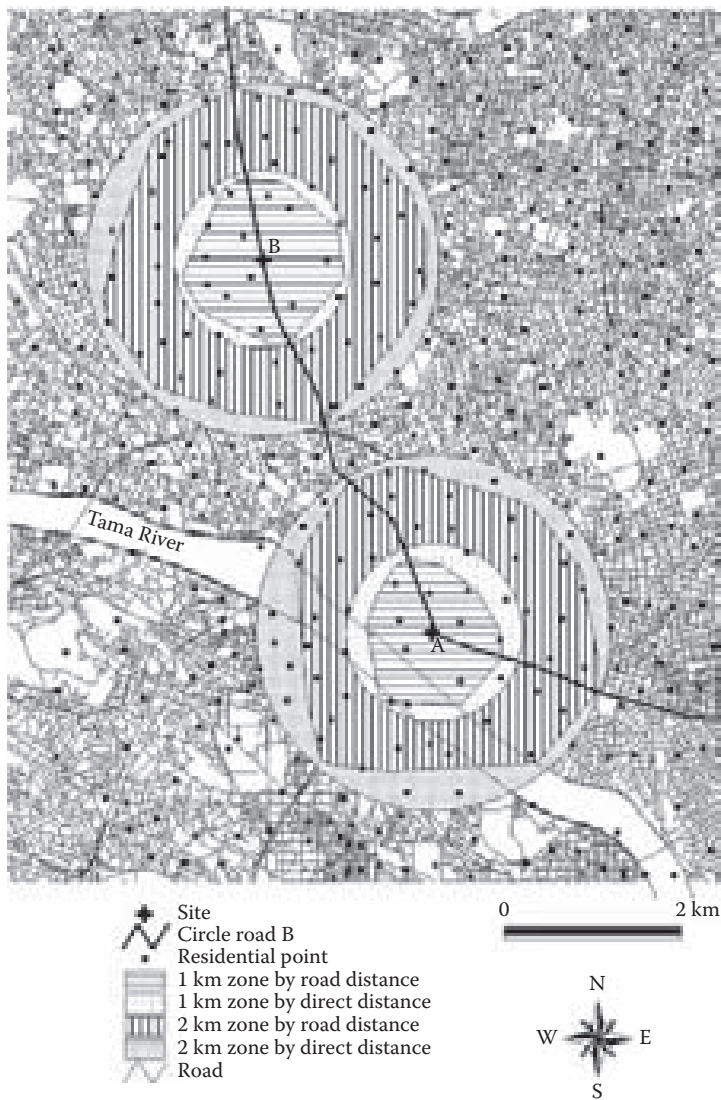 B
Tama River
A
0 2 km
Site
Circle road B
Residential point
1 km zone by road distance
1 km zone by direct distance
2 km zone by road distance
2 km zone by direct distance
Road
N
W E
S